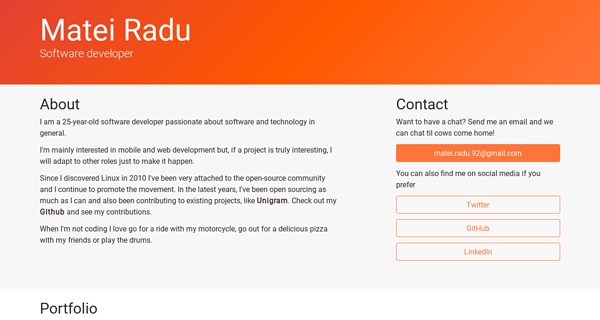 Matei Radu
Software developer
About
I am a 25-year-old software developer passionate about software and technology in
general.
I'm mainly interested in mobile and web development but, if a project is truly interesting, I
will adapt to other roles just to make it happen.
Since I discovered Linux in 2010 I've been very attached to the open-source community
and I continue to promote the movement. In the latest years, I've been open sourcing as
much as I can and also been contributing to existing projects, like Unigram. Check out my
Github and see my contributions.
When I'm not coding I love go for a ride with my motorcycle, go out for a delicious pizza
with my friends or play the drums.
Contact
Want to have a chat? Send me an email and we
can chat til cows come home!
matei.radu.92@gmail.com
You can also find me on social media if you
prefer
Twitter
GitHub
LinkedIn
Portfolio